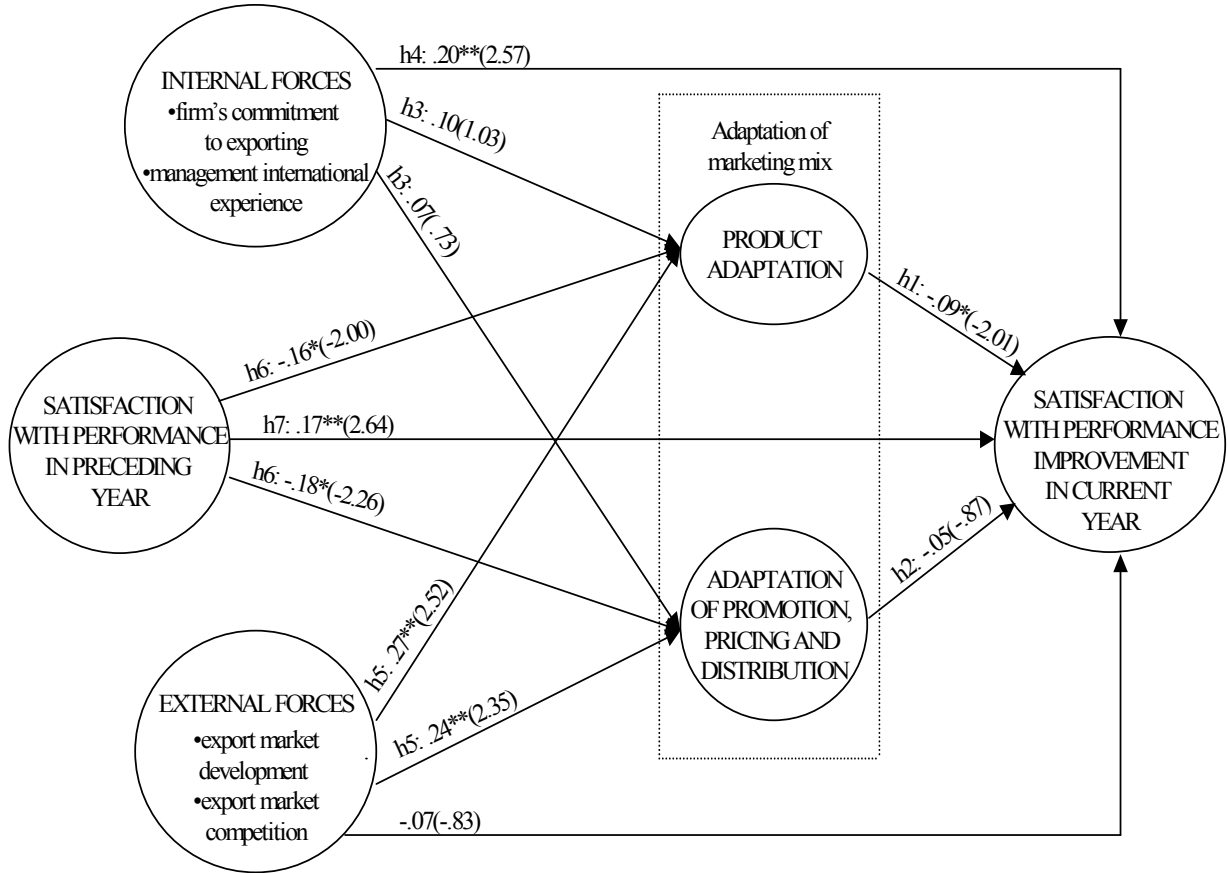 h4: .20**(2.57)
INTERNAL FORCES
•firm's commitment
to exporting
•management international
experience
h3: .10(1.03)
h3: .07(.73)
Adaptation of
marketing mix
PRODUCT
ADAPTATION
h1: -.09*(-2.01)
h6: -.16*(-2.00)
SATISFACTION
WITH PERFORMANCE
IN PRECEDING
YEAR
h7: .17**(2.64)
h6: -.18*(-2.26)
SATISFACTION
WITH PERFORMANCE
IMPROVEMENT
IN CURRENT
YEAR
h2: -.05(-.87)
ADAPTATION
OF PROMOTION,
PRICING AND
DISTRIBUTION
h5: .27**(2.52)
h5: .24**(2.35)
EXTERNAL FORCES
•export market
development
•export market
competition
-.07(-.83)